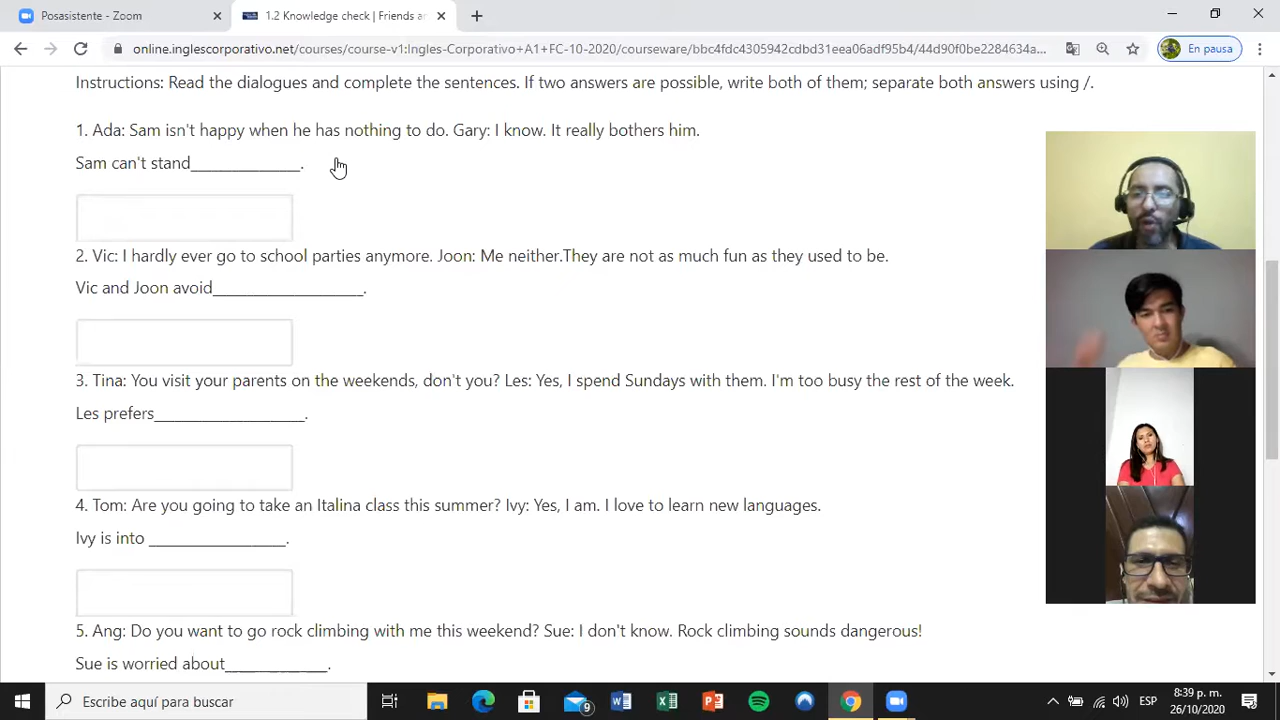 Posasistente - Zoom
1.2 Knowledge check | Friends ar
online.inglescorporativo.net/courses/course-v1:Ingles-Corporativo+A1+FC-10-2020/courseware/bbc4fdc4305942cdbd31eea06adf95b4/44d90f0be2284634a...
En pausa
Instructions: Read the dialogues and complete the sentences. If two answers are possible, write both of them; separate both answers using /.
1. Ada: Sam isn't happy when he has nothing to do. Gary: I know. It really bothers him.
Sam can't stand_______________.
2. Vic: I hardly ever go to school parties anymore. Joon: Me neither.They are not as much fun as they used to be.
Vic and Joon avoid____________________.
3. Tina: You visit your parents on the weekends, don't you? Les: Yes, I spend Sundays with them. I'm too busy the rest of the week.
Les prefers____________________.
4. Tom: Are you going to take an Italina class this summer? Ivy: Yes, I am. I love to learn new languages.
Ivy is into __________________.
5. Ang: Do you want to go rock climbing with me this weekend? Sue: I don't know. Rock climbing sounds dangerous!
Sue is worried about______________.
Escribe aquí para buscar
9
ESP
8:39 p. m.
26/10/2020